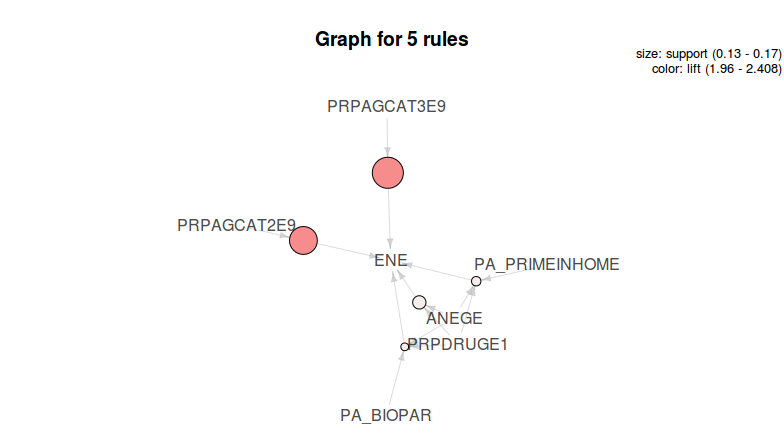 Graph for 5 rules
size: support (0.13 - 0.17)
color: lift (1.96 - 2.408)
PRPAGCAT3E9
PRPAGCAT2E9
ENE
PA_PRIMEINHOME
ANEGE
PRPDRUGE1
PA_BIOPAR